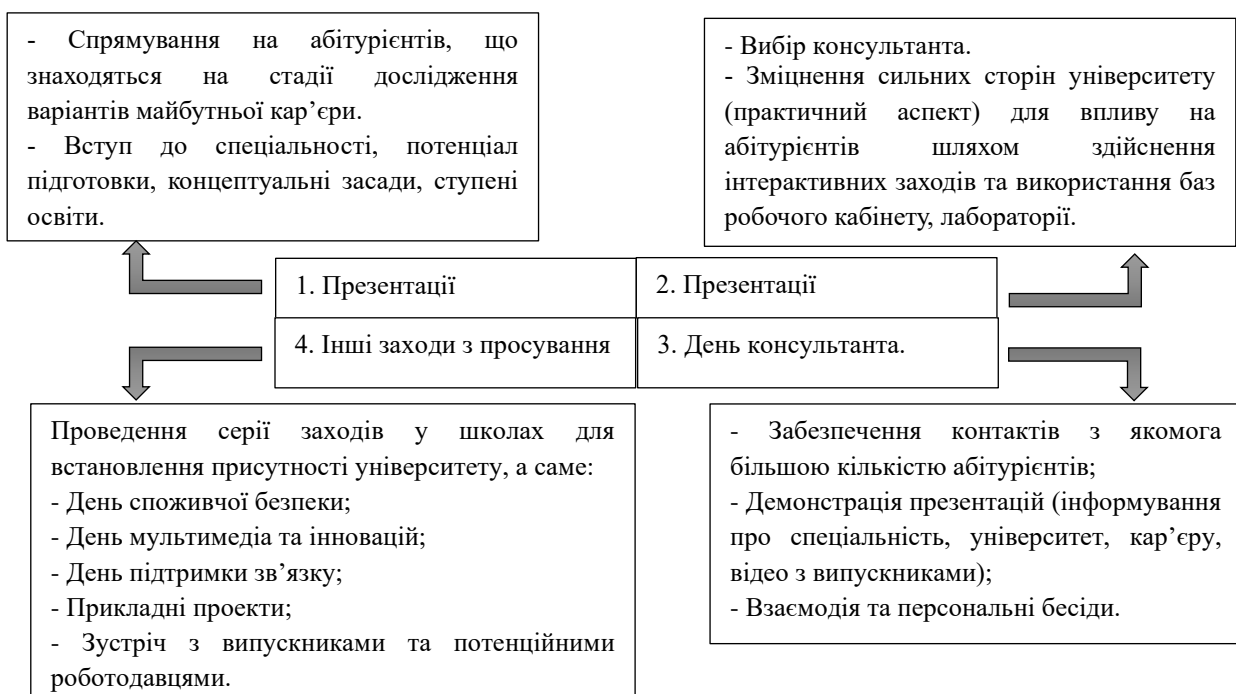 - Спрямування на абітурієнтів, що
знаходяться на стадії дослідження
варіантів майбутньої кар’єри.
- Вступ до спеціальності, потенціал
підготовки, концептуальні засади, ступені
освіти.
- Вибір консультанта.
- Зміцнення сильних сторін університету
(практичний аспект) для впливу на
абітурієнтів шляхом здійснення
інтерактивних заходів та використання баз
робочого кабінету, лабораторії.
1. Презентації
2. Презентації
4. Інші заходи з просування
3. День консультанта.
Проведення серії заходів у школах для
встановлення присутності університету, а саме:
- День споживчої безпеки;
- День мультимедіа та інновацій;
- День підтримки зв’язку;
- Прикладні проекти;
- Зустріч з випускниками та потенційними
роботодавцями.
- Забезпечення контактів з якомога
більшою кількістю абітурієнтів;
- Демонстрація презентацій (інформування
про спеціальність, університет, кар’єру,
відео з випускниками);
- Взаємодія та персональні бесіди.